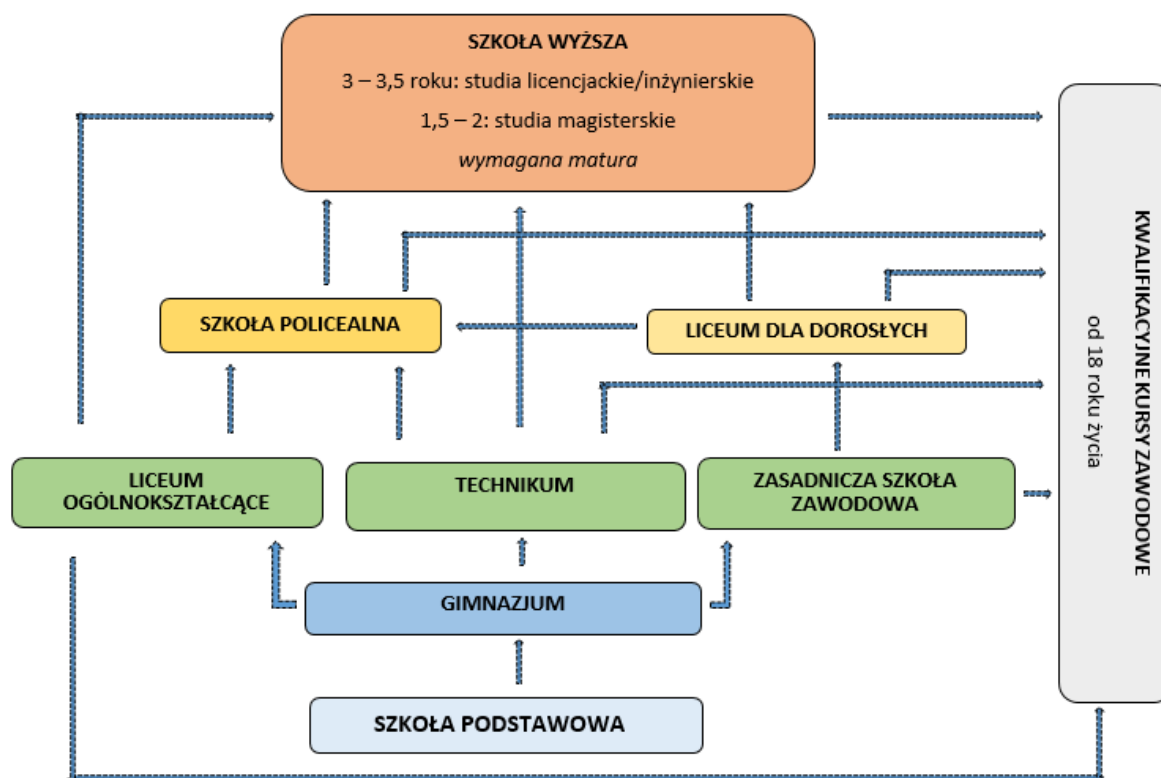 SZKOŁA WYŻSZA
3 – 3,5 roku: studia licencjackie/inżynierskie
1,5 – 2: studia magisterskie
wymagana matura
SZKOŁA POLICEALNA
LICEUM DLA DOROSŁYCH
LICEUM
OGÓLNOKSZTAŁCĄCE
TECHNIKUM
ZASADNICZA SZKOŁA
ZAWODOWA
GIMNAZJUM
SZKOŁA PODSTAWOWA
KWALIFIKACYJNE KURSY ZAWODOWE
od 18 roku życia